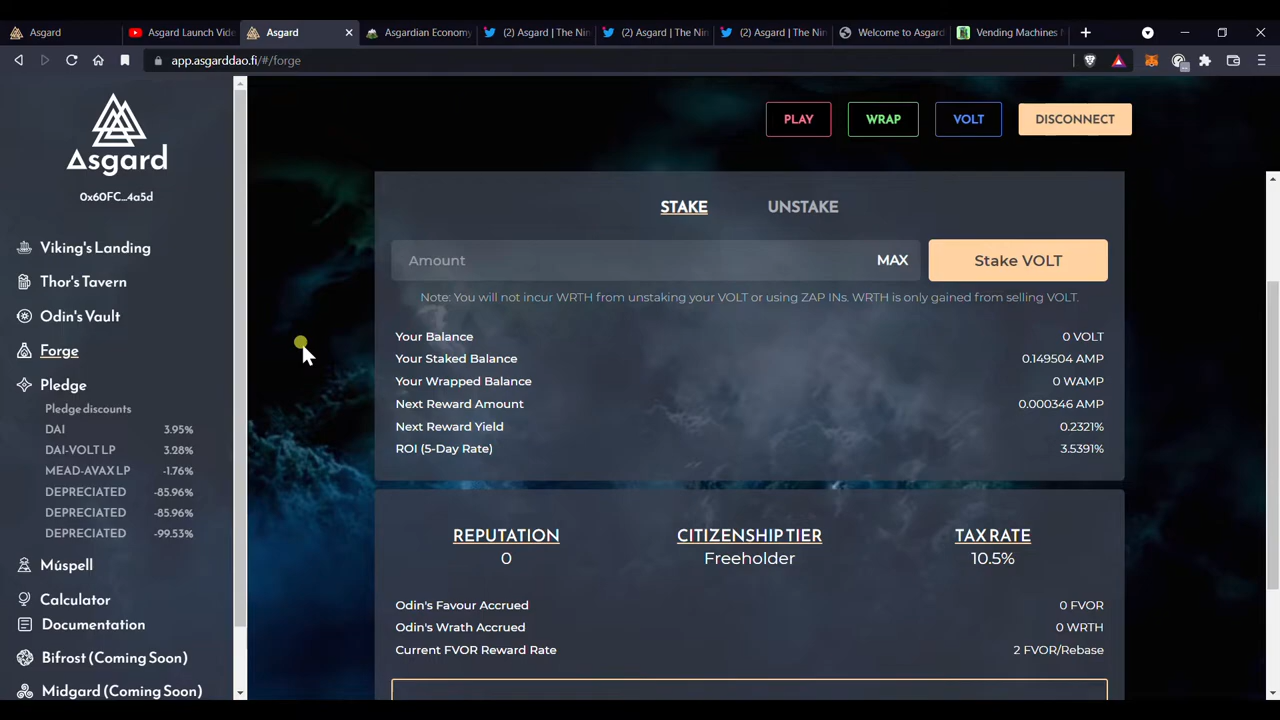 Asgard
Asgard Launch Vide
Asgard
Asgardian Economy
(2) Asgard | The Nin
(2) Asgard | The Nin
(2) Asgard | The Nin
Welcome to Asgard
Vending Machines
app.asgarddao.fi/#/forge
Asgard
0x60FC...4a5d
PLAY
WRAP
VOLT
DISCONNECT
Viking's Landing
Thor's Tavern
Odin's Vault
Forge
Pledge
Pledge discounts
DAI 3.95%
DAI-VOLT LP 3.28%
MEAD-AVAX LP -1.76%
DEPRECIATED -85.96%
DEPRECIATED -85.96%
DEPRECIATED -99.53%
Múspell
Calculator
Documentation
Bifrost (Coming Soon)
Midgard (Coming Soon)
STAKE UNSTAKE
Amount MAX Stake VOLT
Note: You will not incur WRTH from unstaking your VOLT or using ZAP INs. WRTH is only gained from selling VOLT.
Your Balance 0 VOLT
Your Staked Balance 0.149504 AMP
Your Wrapped Balance 0 WAMP
Next Reward Amount 0.000346 AMP
Next Reward Yield 0.2321%
ROI (5-Day Rate) 3.5391%
REPUTATION CITIZENSHIP TIER TAX RATE
0 Freeholder 10.5%
Odin's Favour Accrued 0 FVOR
Odin's Wrath Accrued 0 WRTH
Current FVOR Reward Rate 2 FVOR/Rebase